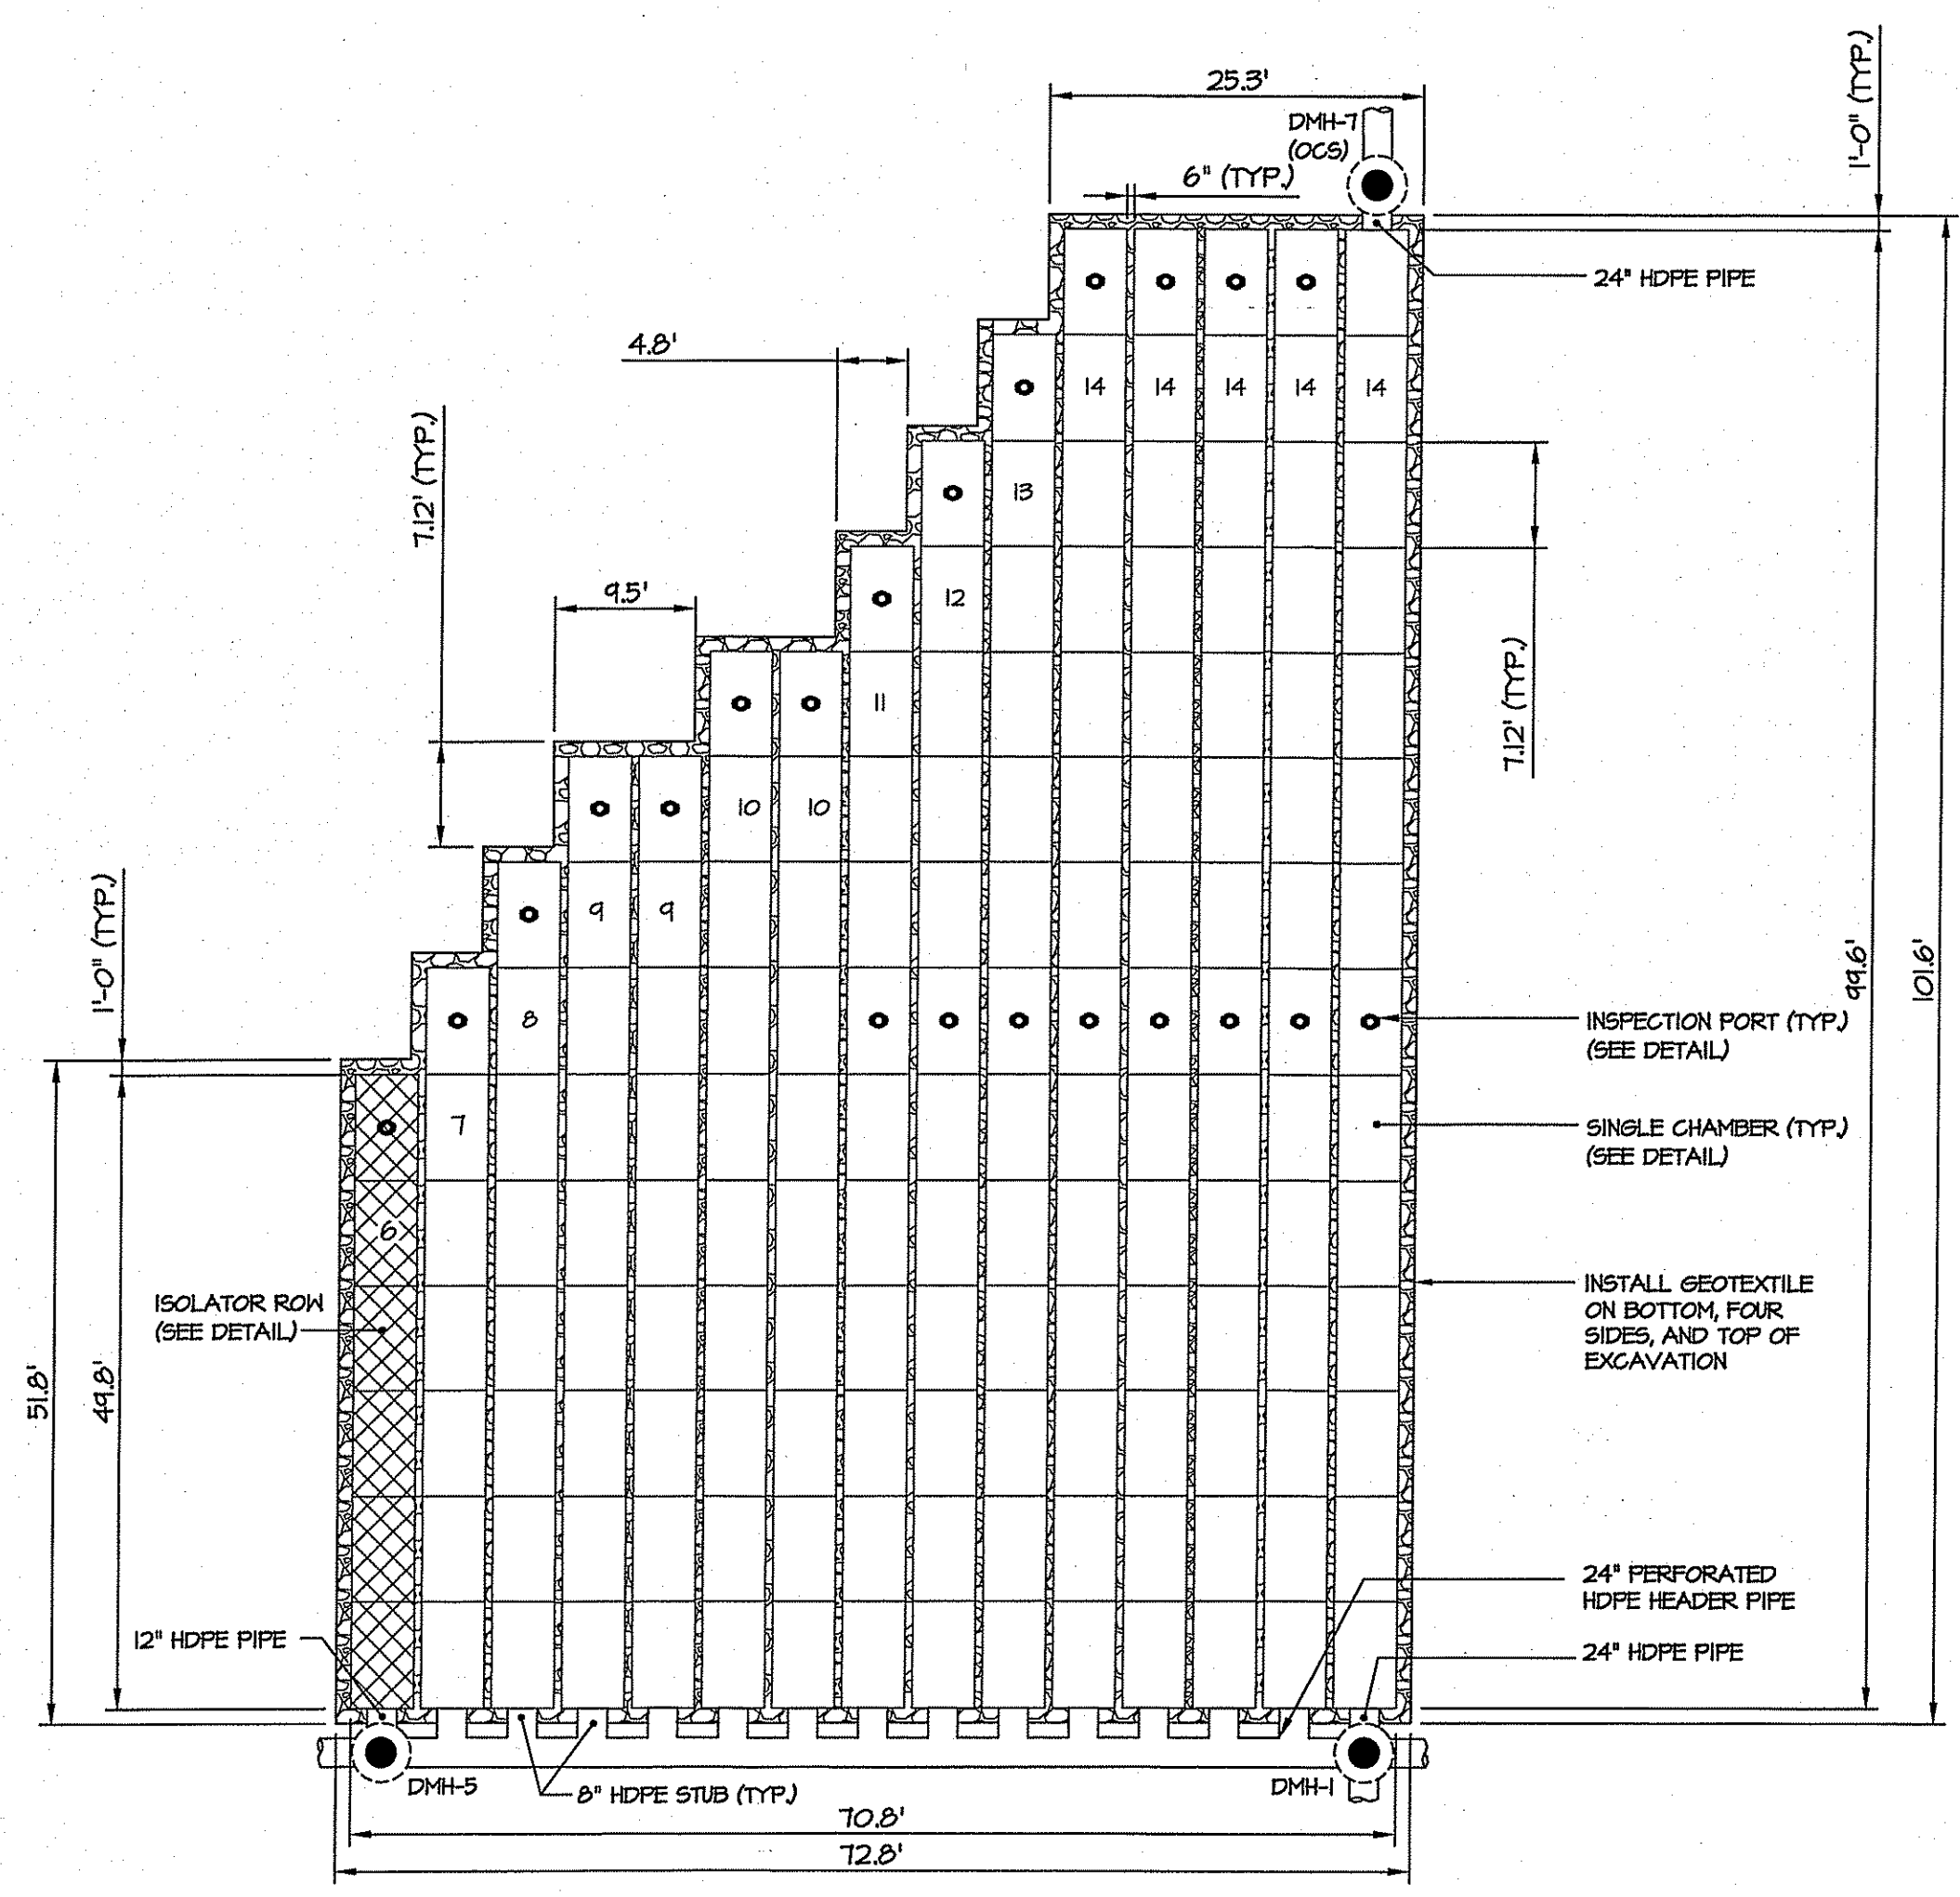 25.3'
1'-0" (TYP.)
DMH-7
(OCS)
6" (TYP.)
24" HDPE PIPE
4.8'
14 14 14 14 14
7.12' (TYP.)
13
9.5'
12
11
7.12' (TYP.)
10 10
9 9
1'-0" (TYP.)
8
99.6'
101.6'
INSPECTION PORT (TYP.)
(SEE DETAIL)
7
SINGLE CHAMBER (TYP.)
(SEE DETAIL)
6
ISOLATOR ROW
(SEE DETAIL)
INSTALL GEOTEXTILE
ON BOTTOM, FOUR
SIDES, AND TOP OF
EXCAVATION
51.8'
49.8'
24" PERFORATED
HDPE HEADER PIPE
12" HDPE PIPE
24" HDPE PIPE
DMH-5
8" HDPE STUB (TYP.)
DMH-1
70.8'
72.8'